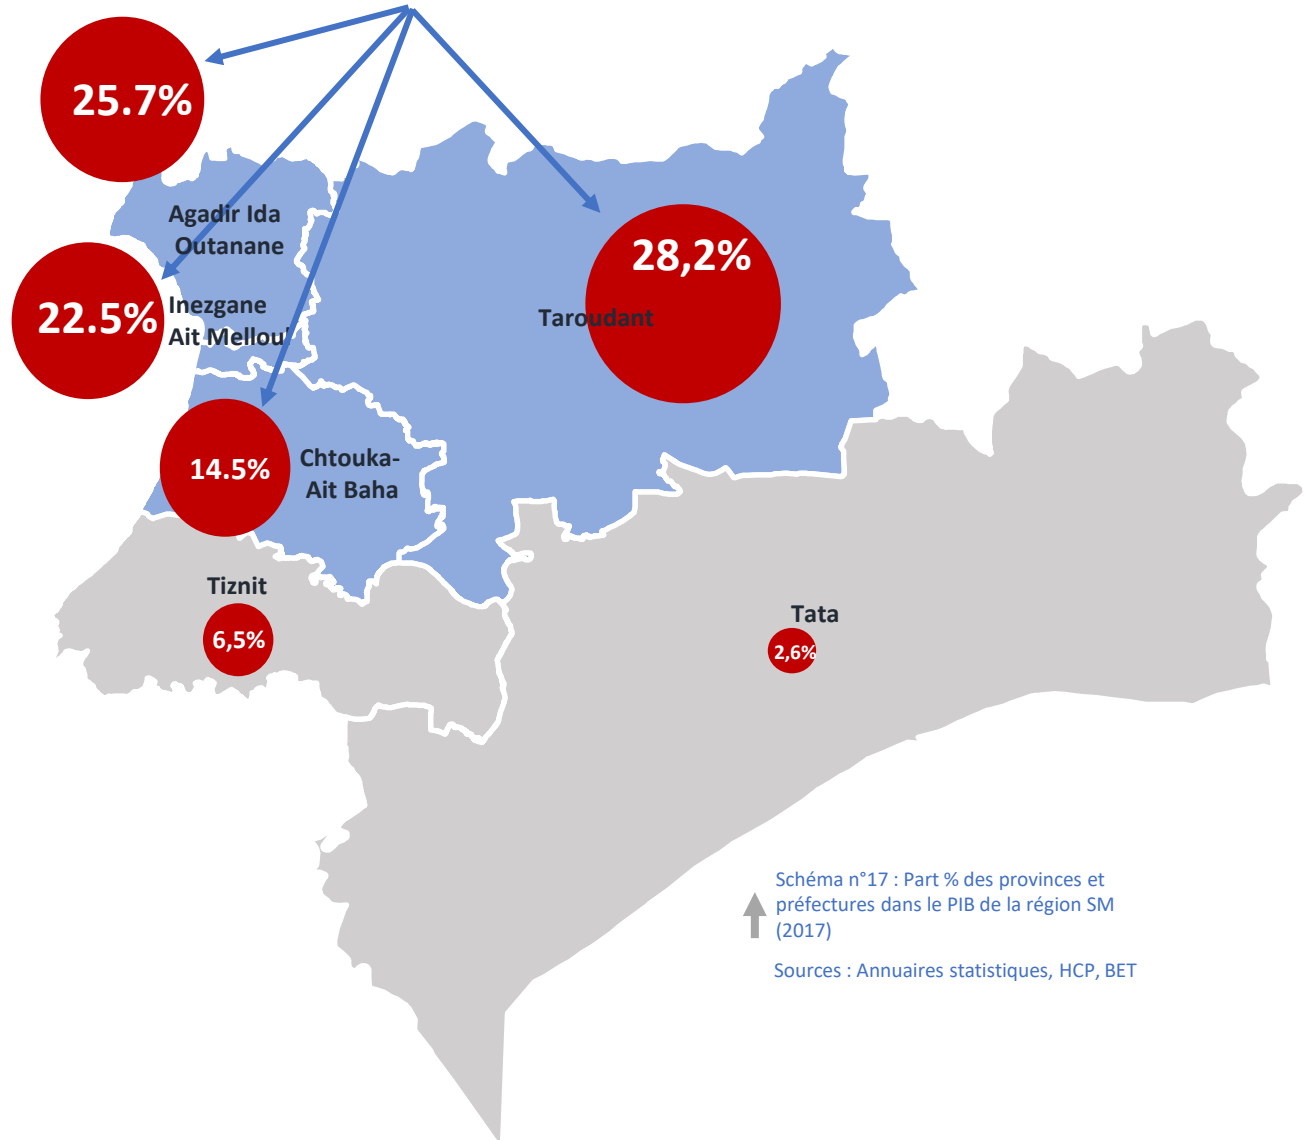 25.7%
Agadir Ida
Outanane
28,2%
22.5%
Inezgane
Ait Melloul
Taroudant
14.5%
Chtouka-
Ait Baha
Tiznit
6,5%
Tata
2,6%
Schéma n°17 : Part % des provinces et
préfectures dans le PIB de la région SM
(2017)
Sources : Annuaires statistiques, HCP, BET